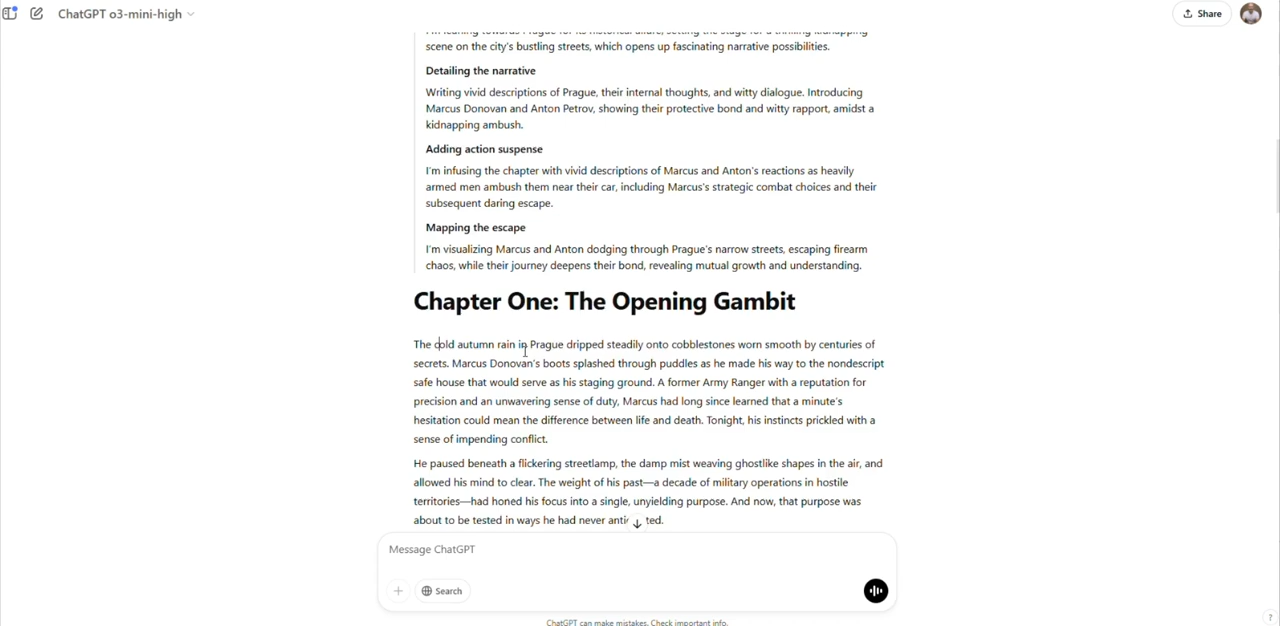 ChatGPT o3-mini-high
Share
scene on the city's bustling streets, which opens up fascinating narrative possibilities.
Detailing the narrative
Writing vivid descriptions of Prague, their internal thoughts, and witty dialogue. Introducing
Marcus Donovan and Anton Petrov, showing their protective bond and witty rapport, amidst a
kidnapping ambush.
Adding action suspense
I'm infusing the chapter with vivid descriptions of Marcus and Anton's reactions as heavily
armed men ambush them near their car, including Marcus's strategic combat choices and their
subsequent daring escape.
Mapping the escape
I'm visualizing Marcus and Anton dodging through Prague's narrow streets, escaping firearm
chaos, while their journey deepens their bond, revealing mutual growth and understanding.
Chapter One: The Opening Gambit
The cold autumn rain in Prague dripped steadily onto cobblestones worn smooth by centuries of
secrets. Marcus Donovan's boots splashed through puddles as he made his way to the nondescript
safe house that would serve as his staging ground. A former Army Ranger with a reputation for
precision and an unwavering sense of duty, Marcus had long since learned that a minute's
hesitation could mean the difference between life and death. Tonight, his instincts prickled with a
sense of impending conflict.
He paused beneath a flickering streetlamp, the damp mist weaving ghostlike shapes in the air, and
allowed his mind to clear. The weight of his past—a decade of military operations in hostile
territories—had honed his focus into a single, unyielding purpose. And now, that purpose was
about to be tested in ways he had never
Message ChatGPT
Search
ChatGPT can make mistakes. Check important info.
?